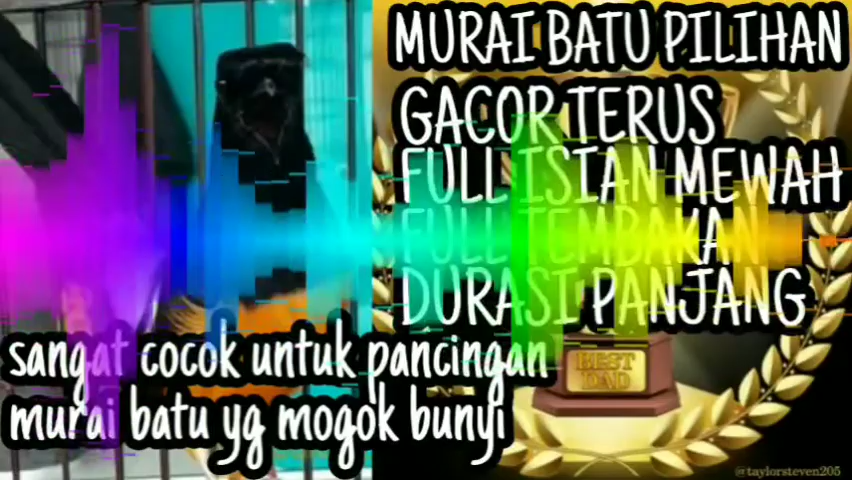 MURAI BATU PILIHAN
GACOR TERUS
FULL ISIAN MEWAH
FULL TEMBAKAN
DURASI PANJANG
sangat cocok untuk pancingan
murai batu yg mogok bunyi
BEST
DAD
@taylorsteven205